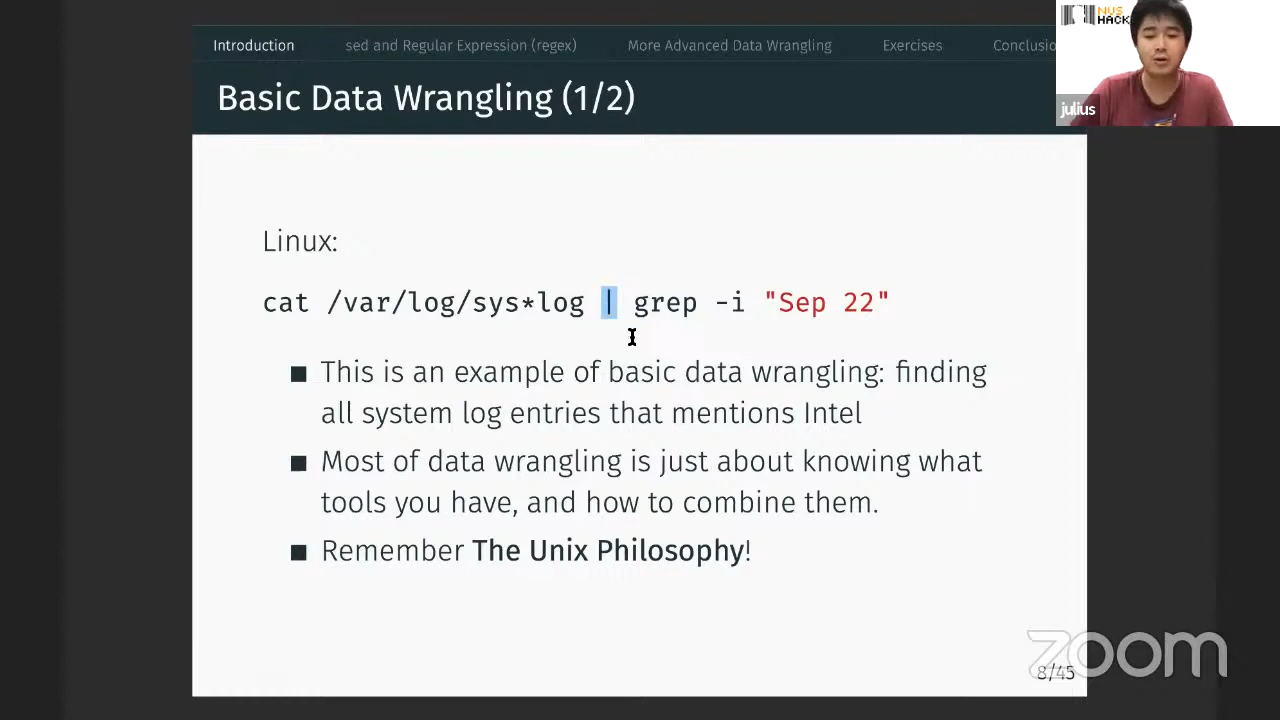 Introduction
sed and Regular Expression (regex)
More Advanced Data Wrangling
Exercises
Conclusio
NUS
HACK
julius
Basic Data Wrangling (1/2)
Linux:
cat /var/log/sys*log | grep -i "Sep 22"
This is an example of basic data wrangling: finding
all system log entries that mentions Intel
Most of data wrangling is just about knowing what
tools you have, and how to combine them.
Remember The Unix Philosophy!
zoom
8/45